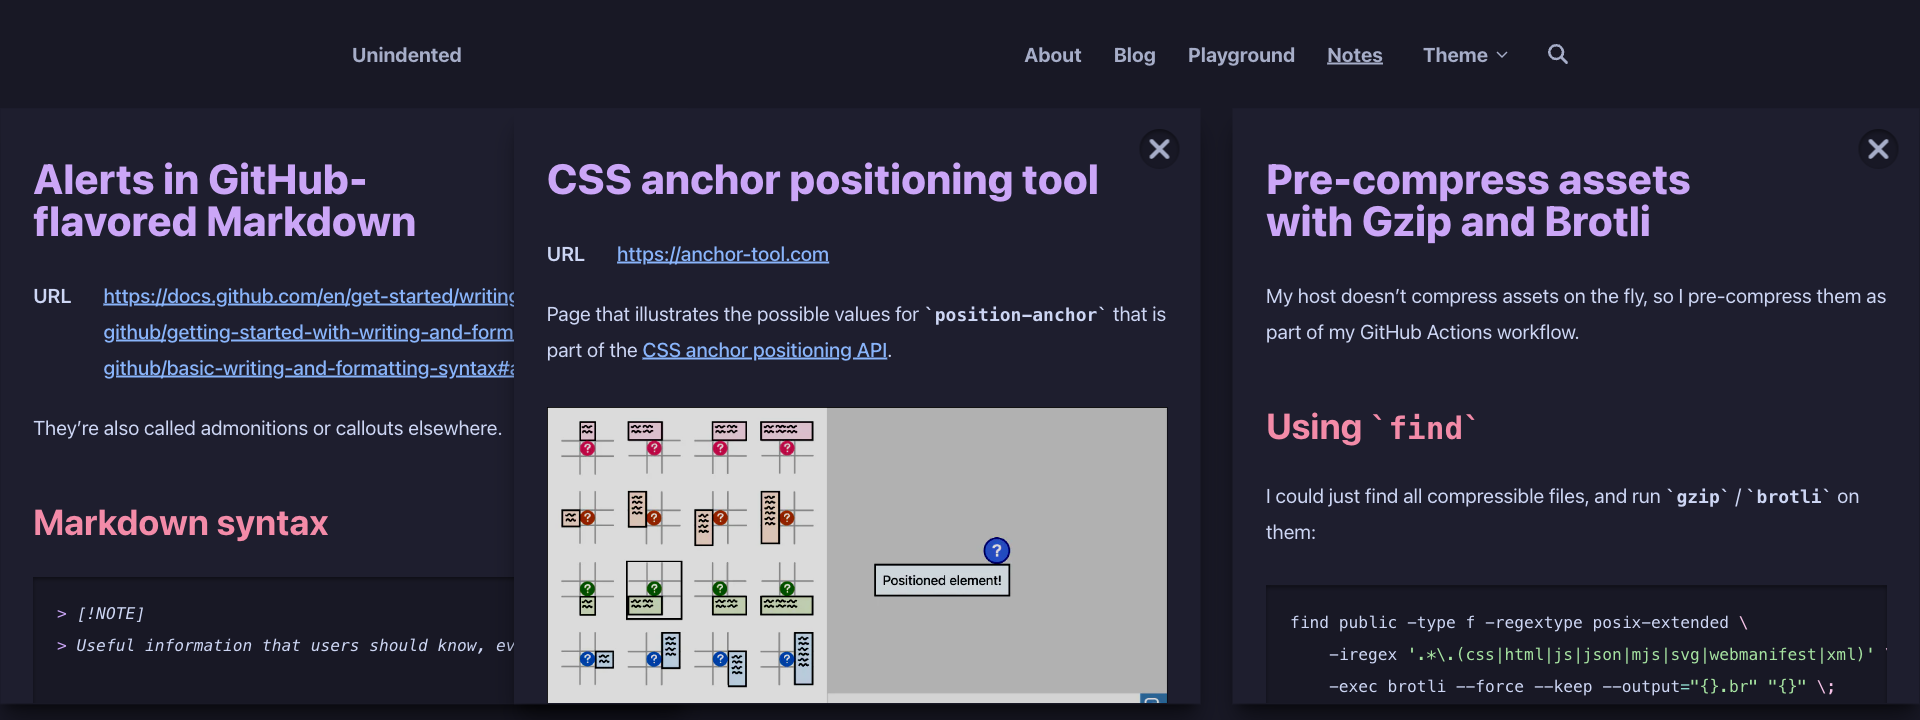 Unindented
About Blog Playground Notes Theme
Alerts in GitHub-
flavored Markdown
URL https://docs.github.com/en/get-started/writing
github/getting-started-with-writing-and-form
github/basic-writing-and-formatting-syntax#a
They’re also called admonitions or callouts elsewhere.
Markdown syntax
> [!NOTE]
> Useful information that users should know, ev
CSS anchor positioning tool
URL https://anchor-tool.com
Page that illustrates the possible values for `position-anchor` that is
part of the CSS anchor positioning API.
? ? ? ?
? ? ? ?
? ? ? ?
? ? ? ?
?
Positioned element!
Pre-compress assets
with Gzip and Brotli
My host doesn’t compress assets on the fly, so I pre-compress them as
part of my GitHub Actions workflow.
Using `find`
I could just find all compressible files, and run `gzip` / `brotli` on
them:
find public -type f -regextype posix-extended \
-iregex '.*\.(css|html|js|json|mjs|svg|webmanifest|xml)' \
-exec brotli --force --keep --output="{}.br" "{}" \;